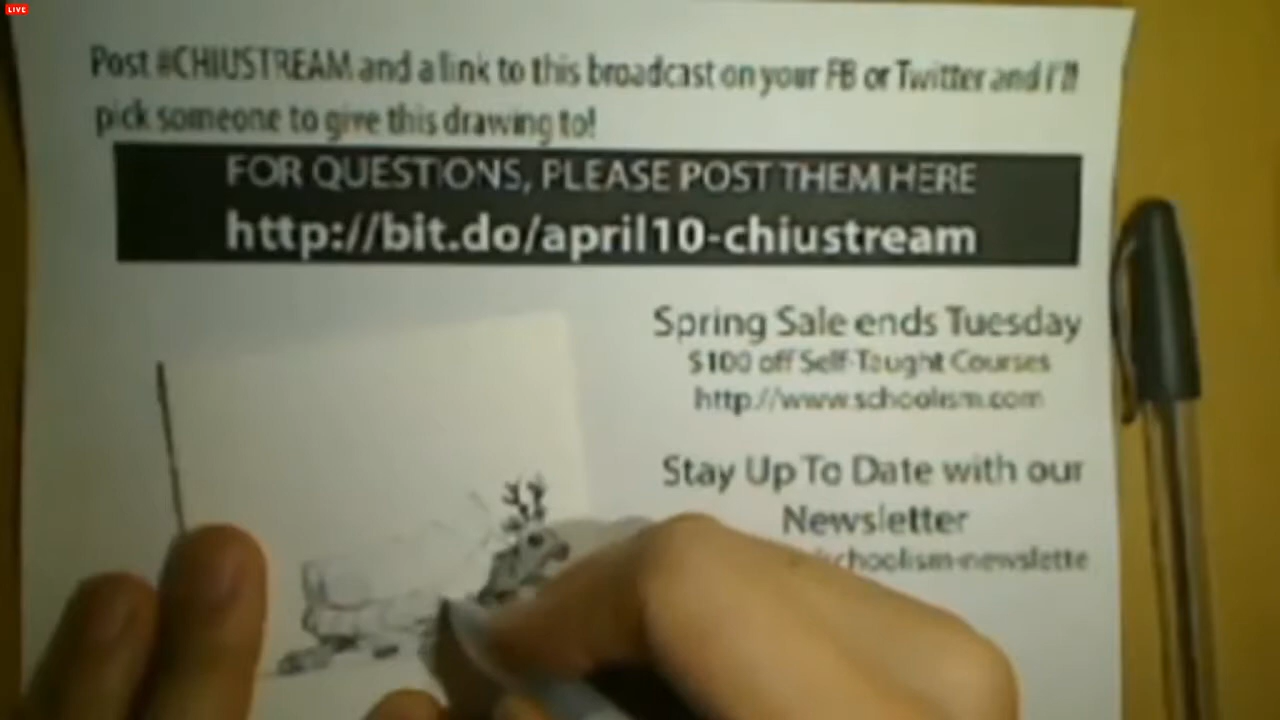 LIVE
Post #CHIUSTREAM and a link to this broadcast on your FB or Twitter and I'll
pick someone to give this drawing to!
FOR QUESTIONS, PLEASE POST THEM HERE
http://bit.do/april10-chiustream
Spring Sale ends Tuesday
$100 off Self-Taught Courses
http://www.schoolism.com
Stay Up To Date with our
Newsletter
schoolism-newslette